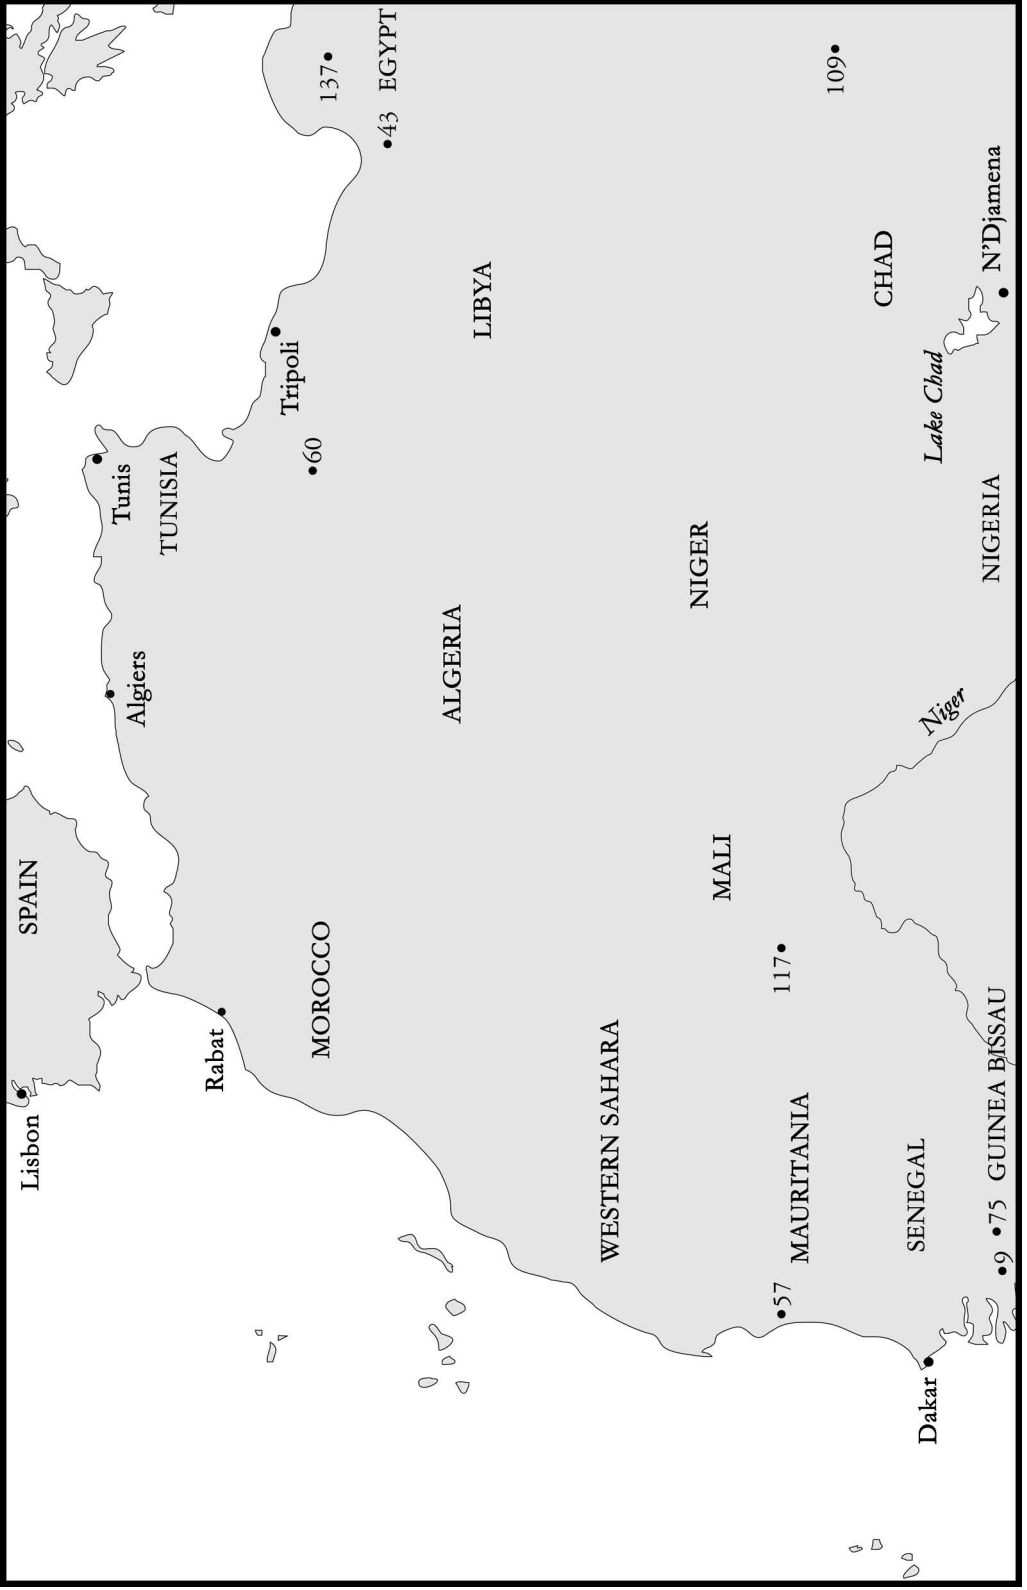 Lisbon
SPAIN
Algiers
Tunis
TUNISIA
Rabat
Tripoli
MOROCCO
60
137
43 EGYPT
ALGERIA
LIBYA
WESTERN SAHARA
MALI
NIGER
57
MAURITANIA
117
109
Dakar
SENEGAL
Niger
Lake Chad
CHAD
9
75 GUINEA BISSAU
NIGERIA
N'Djamena